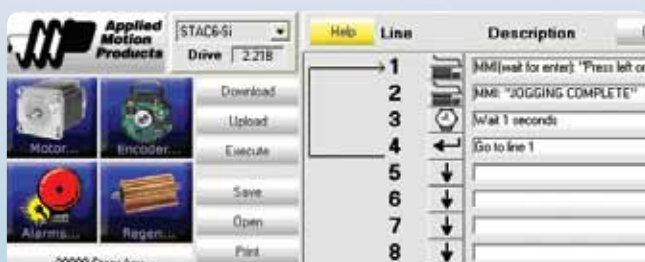 Applied
Motion
Products
STAC6-Si
Drive 2.21B
Motor...
Encoder...
Alarms...
Regen...
Download
Upload
Execute
Save
Open
Print
Help Line Description
1 MMI(wait for enter): "Press left or
2 MMI: "JOGGING COMPLETE"
3 Wait 1 seconds
4 Go to line 1
5
6
7
8